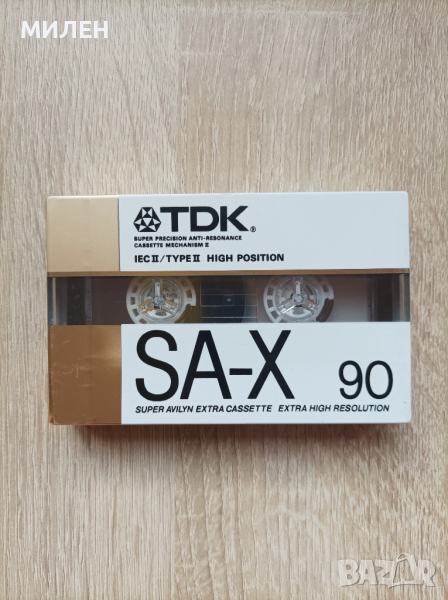 МИЛЕН
TDK®
SUPER PRECISION ANTI-RESONANCE
CASSETTE MECHANISM II
IEC II/TYPE II HIGH POSITION
SA-X 90
SUPER AVILYN EXTRA CASSETTE EXTRA HIGH RESOLUTION
BAZAR